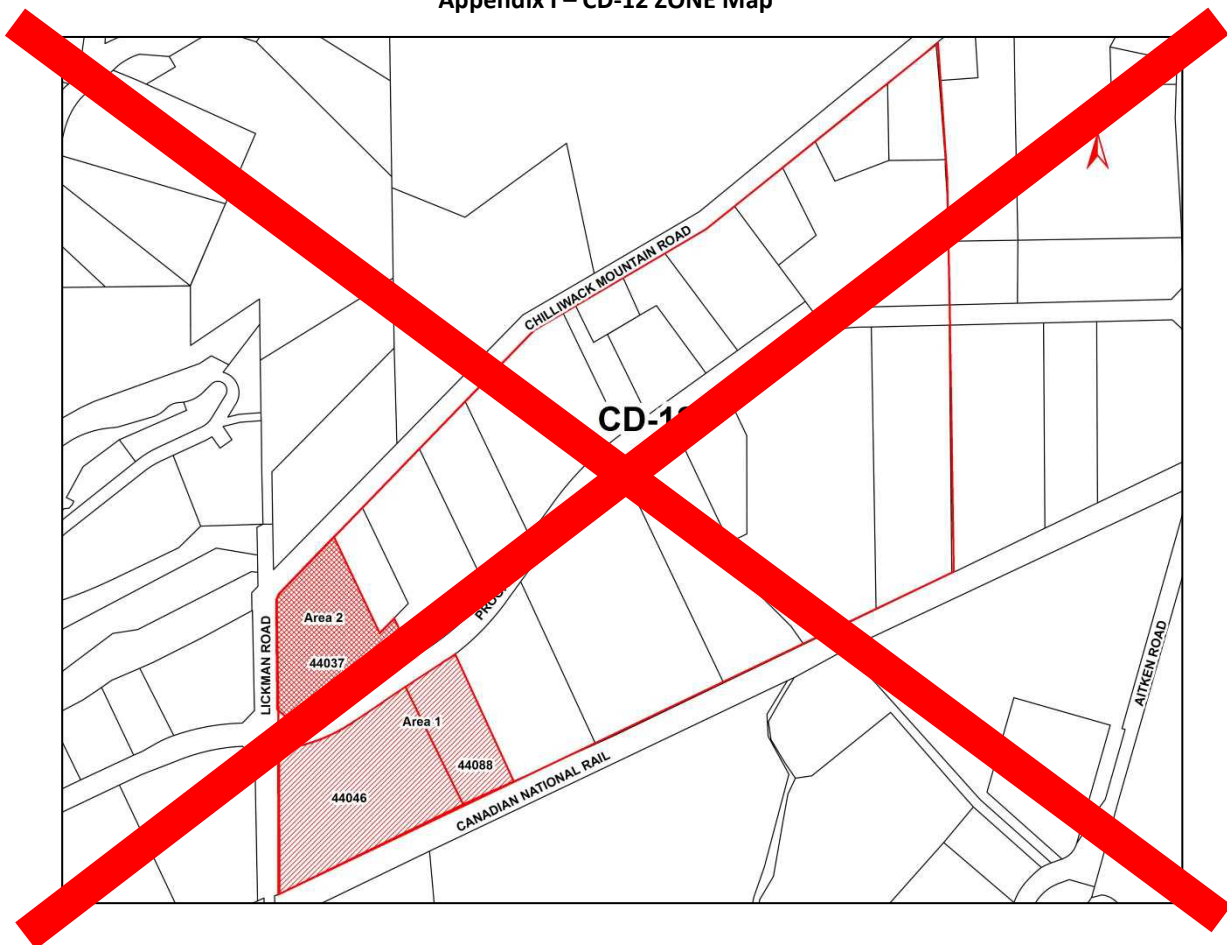 Appendix I – CD-12 ZONE Map
CHILLIWACK MOUNTAIN ROAD
CD-1
Area 2
44037
LICKMAN ROAD
Area 1
44088
44046
CANADIAN NATIONAL RAIL
AITKEN ROAD